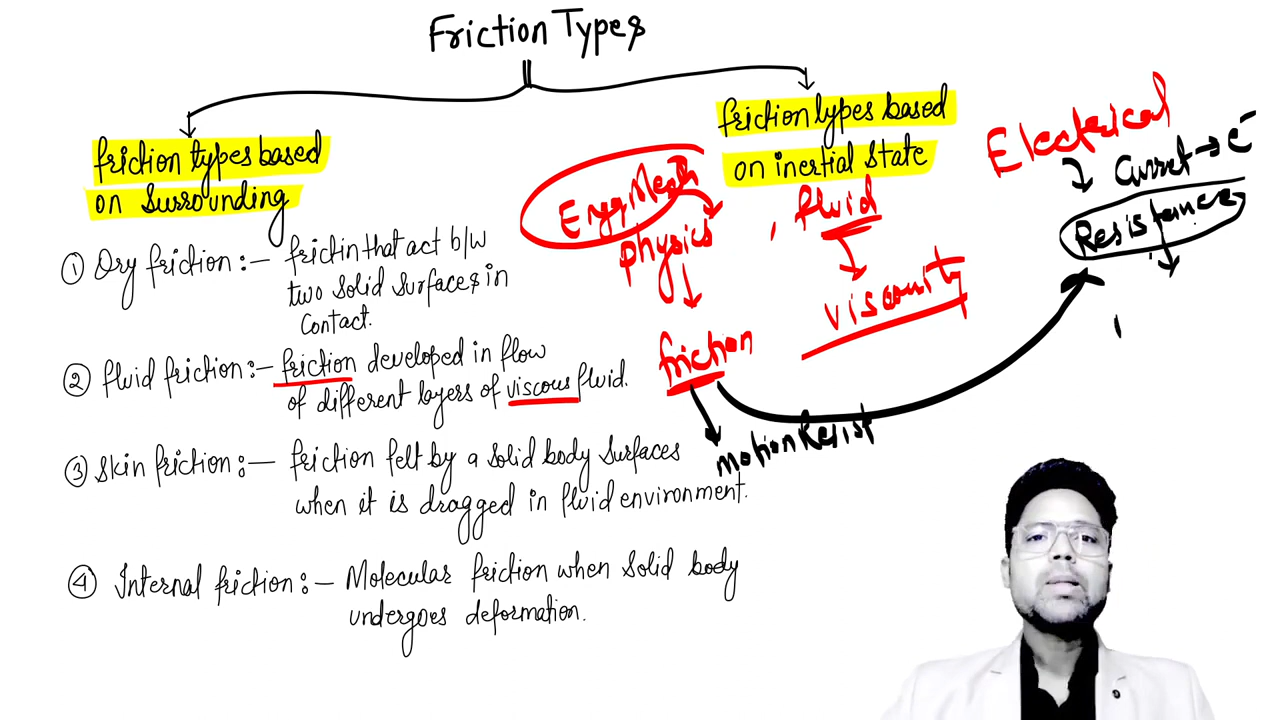 Friction Types
friction types based
on Surrounding
friction types based
on inertial State
① Dry friction :- frictin that act b/w
two solid surfaces in
Contact.
② fluid friction :- friction developed in flow
of different layers of viscous fluid.
③ Skin friction :- friction felt by a solid body surfaces
when it is dragged in fluid environment.
④ Internal friction :- Molecular friction when solid body
undergoes deformation.
Engg Mech
physics
friction
motion Resist
, fluid
viscosity
Electrical
→ e⁻
Resistance